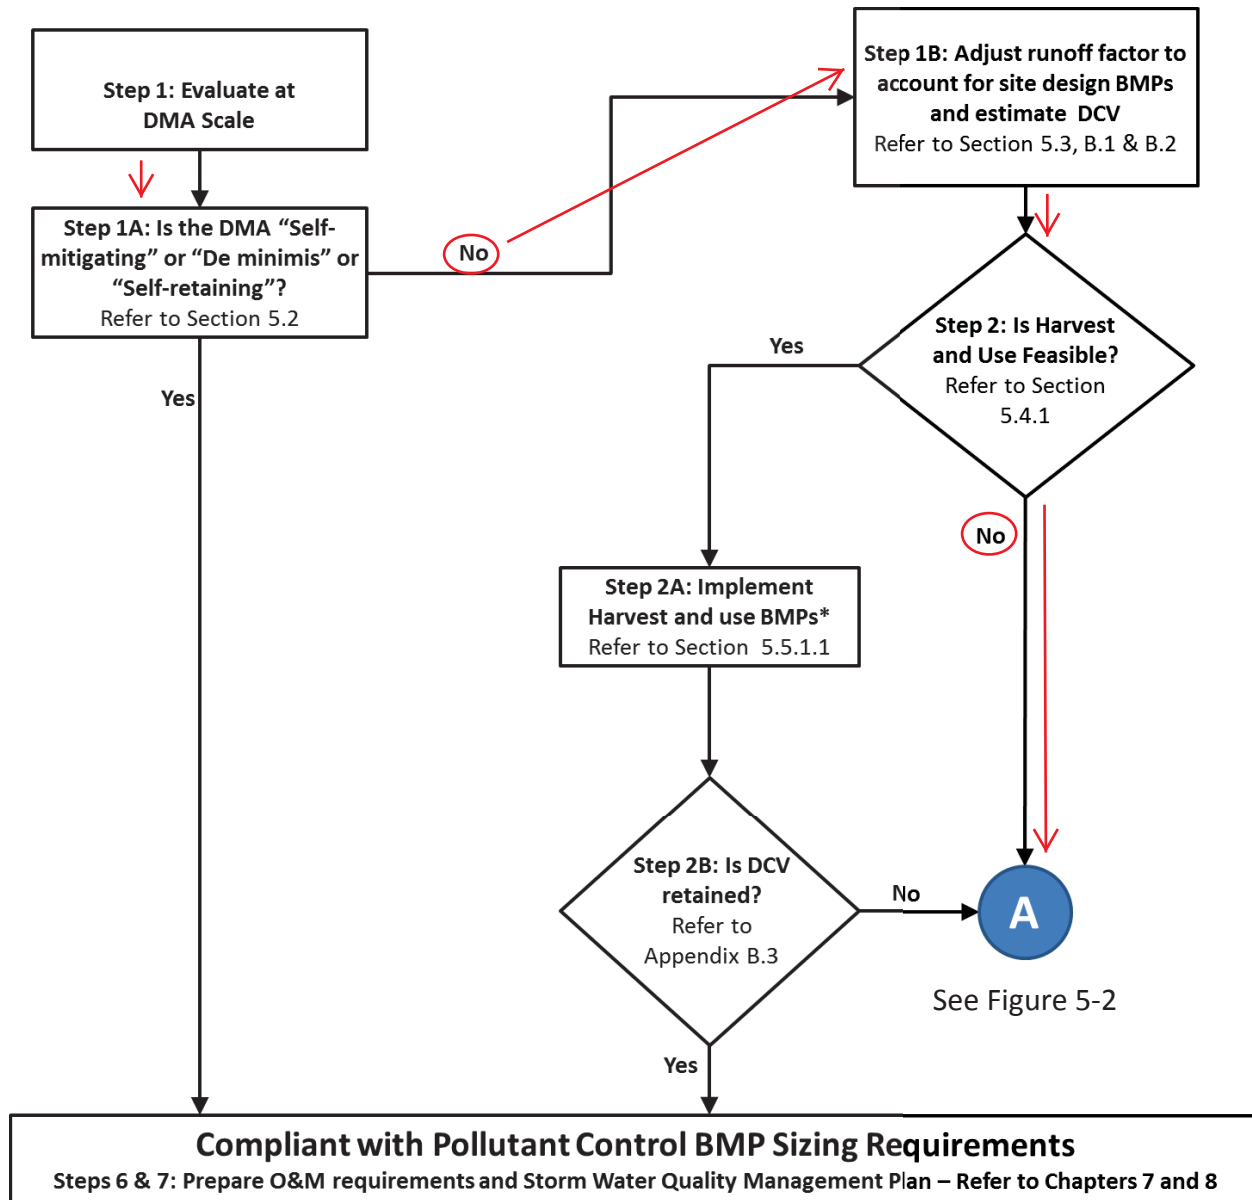 Step 1: Evaluate at
DMA Scale
Step 1B: Adjust runoff factor to
account for site design BMPs
and estimate DCV
Refer to Section 5.3, B.1 & B.2
Step 1A: Is the DMA “Self-
mitigating” or “De minimis” or
“Self-retaining”?
Refer to Section 5.2
No
Yes
Step 2: Is Harvest
and Use Feasible?
Refer to Section
5.4.1
Yes
No
Step 2A: Implement
Harvest and use BMPs*
Refer to Section 5.5.1.1
Step 2B: Is DCV
retained?
Refer to
Appendix B.3
No
A
See Figure 5-2
Yes
Compliant with Pollutant Control BMP Sizing Requirements
Steps 6 & 7: Prepare O&M requirements and Storm Water Quality Management Plan – Refer to Chapters 7 and 8